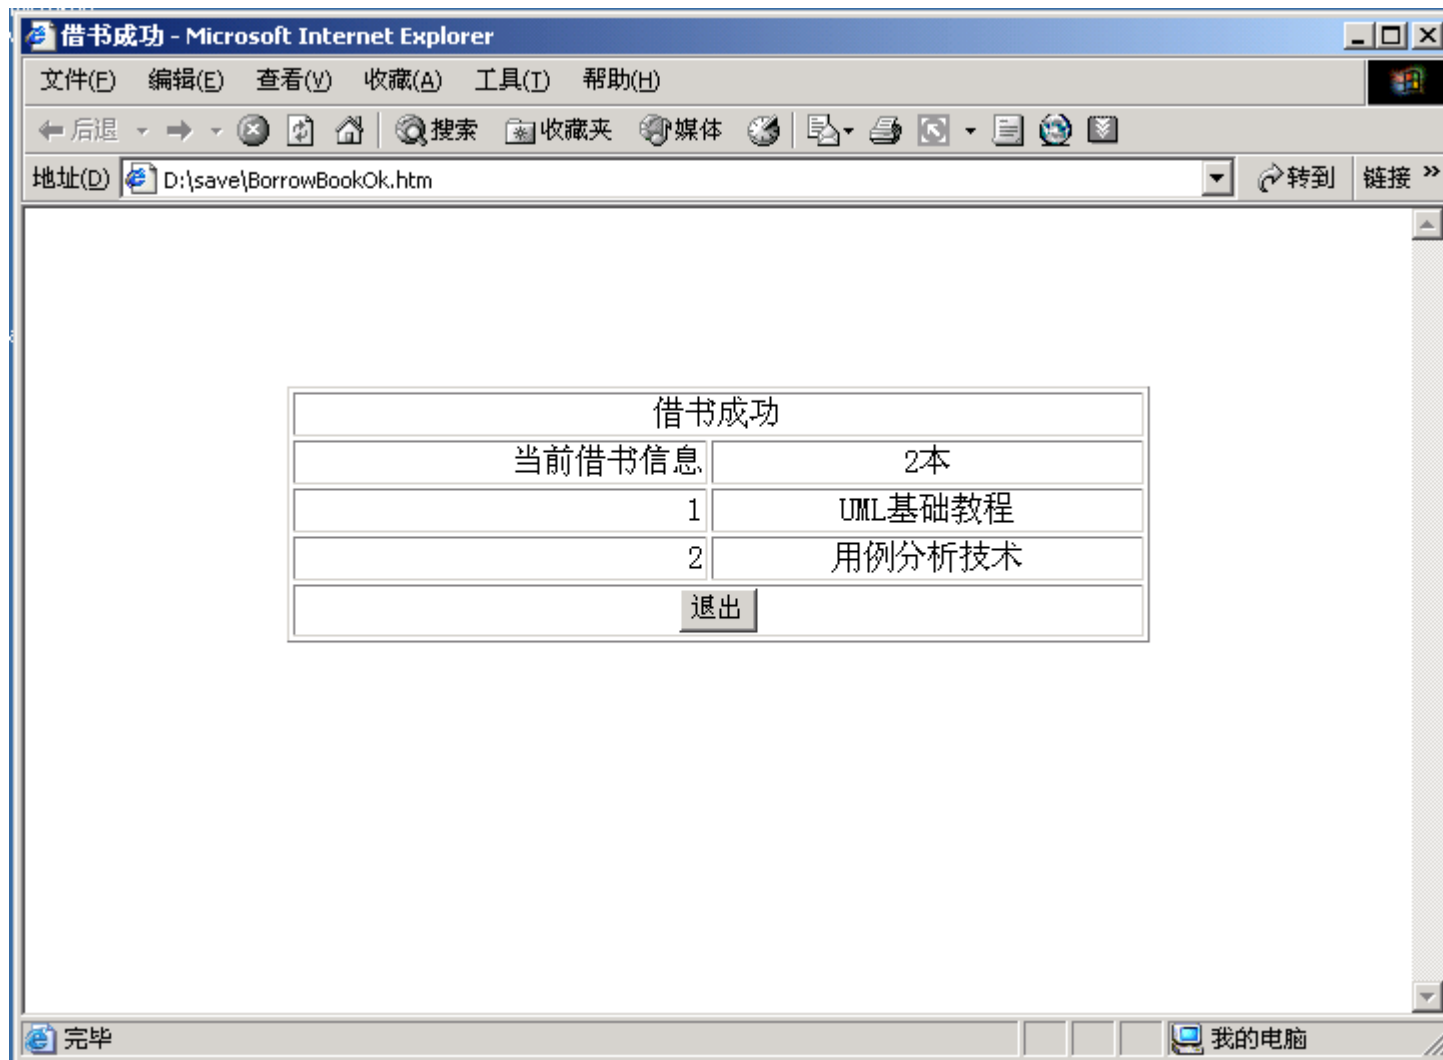 借书成功 - Microsoft Internet Explorer
文件(F) 编辑(E) 查看(V) 收藏(A) 工具(T) 帮助(H)
后退 搜索 收藏夹 媒体
地址(D) D:\save\BorrowBookOk.htm 转到 链接 »
借书成功
当前借书信息 2本
1 UML基础教程
2 用例分析技术
退出
完毕 我的电脑